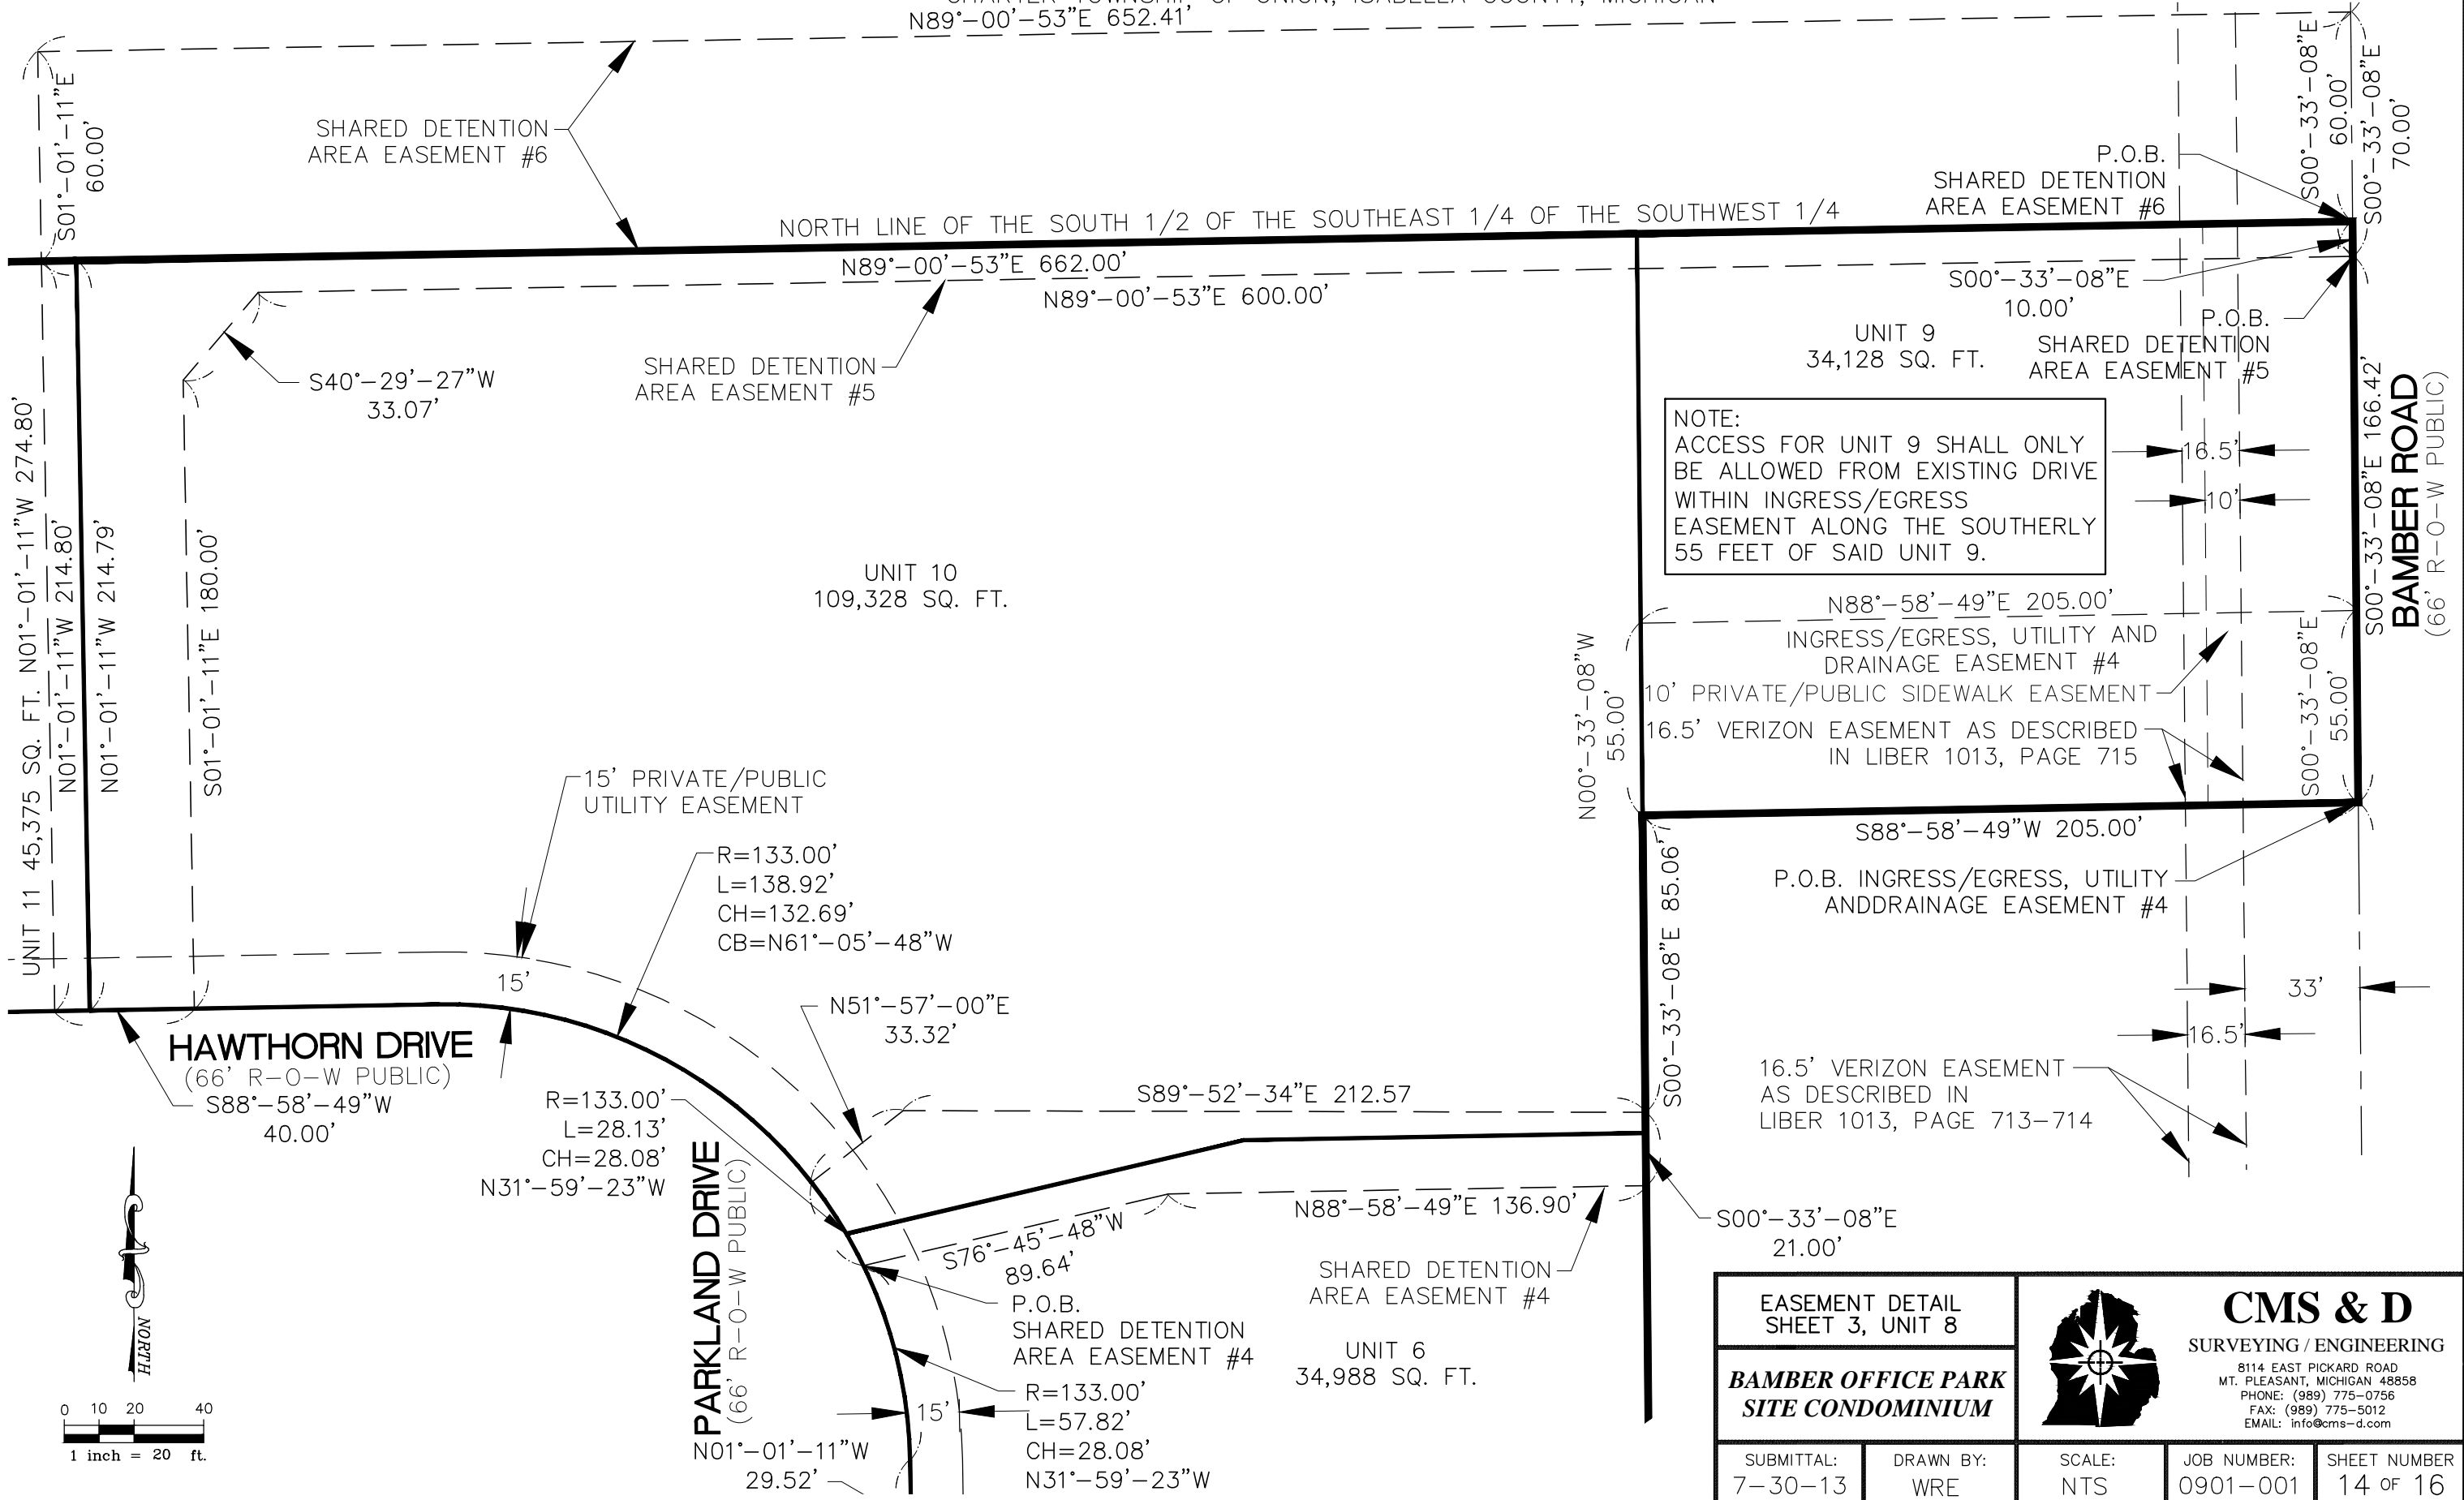 N89°-00'-53"E 652.41'
S01°-01'-11"E
60.00'
SHARED DETENTION
AREA EASEMENT #6
S00°-33'-08"E
60.00'
S00°-33'-08"E
70.00'
P.O.B.
SHARED DETENTION
AREA EASEMENT #6
NORTH LINE OF THE SOUTH 1/2 OF THE SOUTHEAST 1/4 OF THE SOUTHWEST 1/4
N89°-00'-53"E 662.00'
N89°-00'-53"E 600.00'
S00°-33'-08"E
10.00'
P.O.B.
SHARED DETENTION
AREA EASEMENT #5
UNIT 9
34,128 SQ. FT.
SHARED DETENTION
AREA EASEMENT #5
S40°-29'-27"W
33.07'
NOTE:
ACCESS FOR UNIT 9 SHALL ONLY
BE ALLOWED FROM EXISTING DRIVE
WITHIN INGRESS/EGRESS
EASEMENT ALONG THE SOUTHERLY
55 FEET OF SAID UNIT 9.
16.5'
10'
S00°-33'-08"E 166.42'
BAMBER ROAD
(66' R-O-W PUBLIC)
UNIT 11 45,375 SQ. FT. N01°-01'-11"W 274.80'
N01°-01'-11"W 214.80'
N01°-01'-11"W 214.79'
S01°-01'-11"E 180.00'
UNIT 10
109,328 SQ. FT.
N88°-58'-49"E 205.00'
INGRESS/EGRESS, UTILITY AND
DRAINAGE EASEMENT #4
10' PRIVATE/PUBLIC SIDEWALK EASEMENT
16.5' VERIZON EASEMENT AS DESCRIBED
IN LIBER 1013, PAGE 715
N00°-33'-08"W
55.00'
S00°-33'-08"E
55.00'
15' PRIVATE/PUBLIC
UTILITY EASEMENT
R=133.00'
L=138.92'
CH=132.69'
CB=N61°-05'-48"W
S88°-58'-49"W 205.00'
P.O.B. INGRESS/EGRESS, UTILITY
ANDDRAINAGE EASEMENT #4
S00°-33'-08"E 85.06'
15'
33'
16.5'
N51°-57'-00"E
33.32'
HAWTHORN DRIVE
(66' R-O-W PUBLIC)
S88°-58'-49"W
40.00'
R=133.00'
L=28.13'
CH=28.08'
N31°-59'-23"W
S89°-52'-34"E 212.57
16.5' VERIZON EASEMENT
AS DESCRIBED IN
LIBER 1013, PAGE 713-714
PARKLAND DRIVE
(66' R-O-W PUBLIC)
S76°-45'-48"W
89.64'
N88°-58'-49"E 136.90'
S00°-33'-08"E
21.00'
SHARED DETENTION
AREA EASEMENT #4
P.O.B.
SHARED DETENTION
AREA EASEMENT #4
UNIT 6
34,988 SQ. FT.
R=133.00'
L=57.82'
CH=28.08'
N31°-59'-23"W
15'
N01°-01'-11"W
29.52'
NORTH
0 10 20 40
1 inch = 20 ft.
EASEMENT DETAIL
SHEET 3, UNIT 8
BAMBER OFFICE PARK
SITE CONDOMINIUM
CMS & D
SURVEYING / ENGINEERING
8114 EAST PICKARD ROAD
MT. PLEASANT, MICHIGAN 48858
PHONE: (989) 775-0756
FAX: (989) 775-5012
EMAIL: info@cms-d.com
SUBMITTAL:
7-30-13
DRAWN BY:
WRE
SCALE:
NTS
JOB NUMBER:
0901-001
SHEET NUMBER
14 OF 16